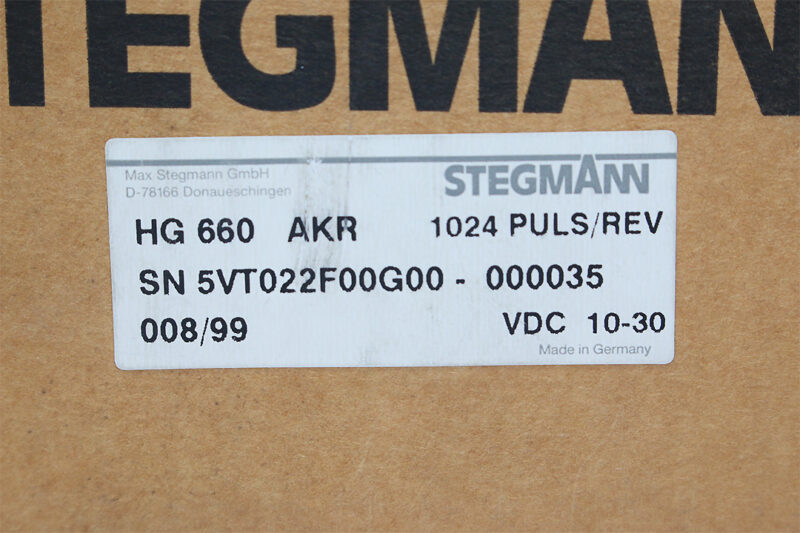 TEGMAN
Max Stegmann GmbH
D-78166 Donaueschingen
STEGMANN
HG 660 AKR 1024 PULS/REV
SN 5VT022F00G00 - 000035
008/99 VDC 10-30
Made in Germany